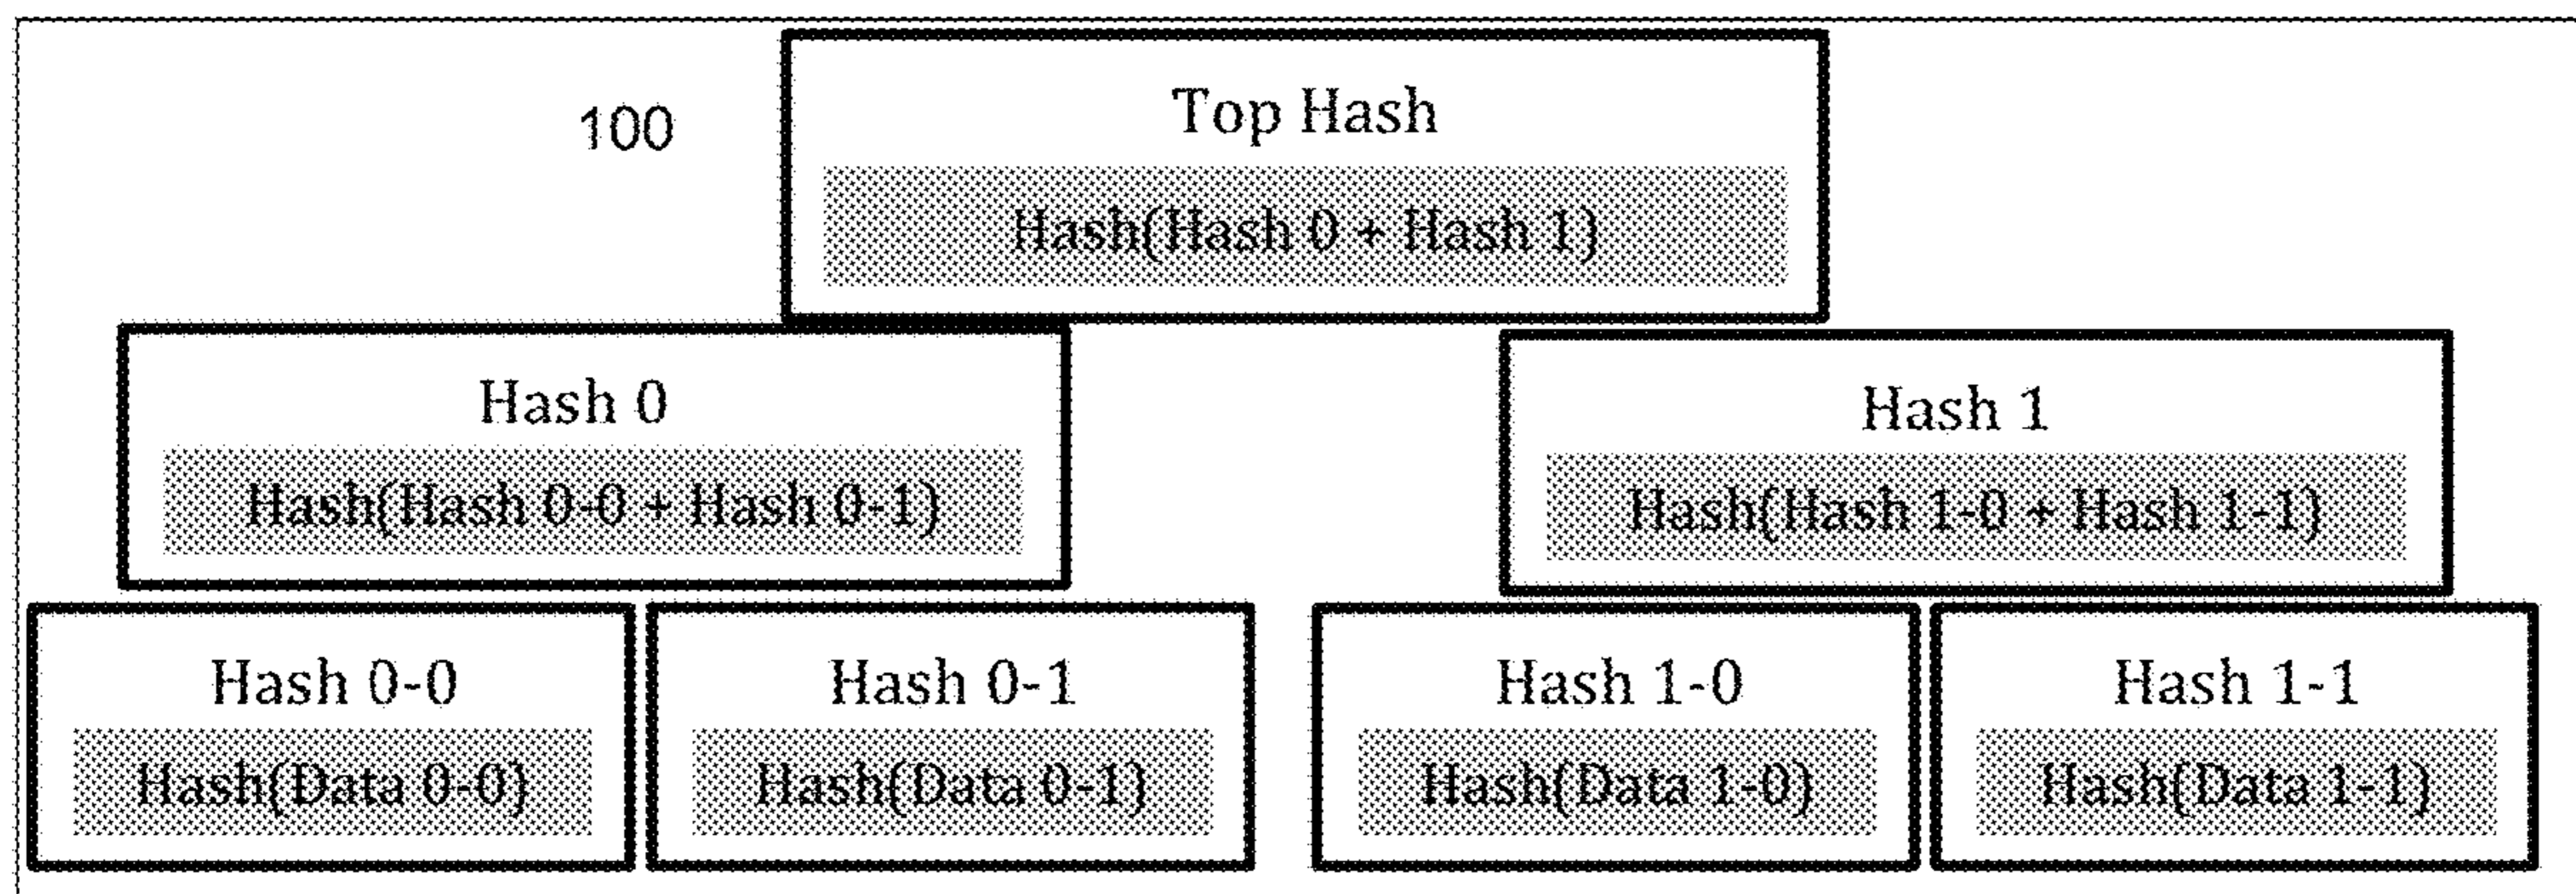 100
Top Hash
Hash(Hash 0 + Hash 1)
Hash 0
Hash(Hash 0-0 + Hash 0-1)
Hash 1
Hash(Hash 1-0 + Hash 1-1)
Hash 0-0
Hash(Data 0-0)
Hash 0-1
Hash(Data 0-1)
Hash 1-0
Hash(Data 1-0)
Hash 1-1
Hash(Data 1-1)